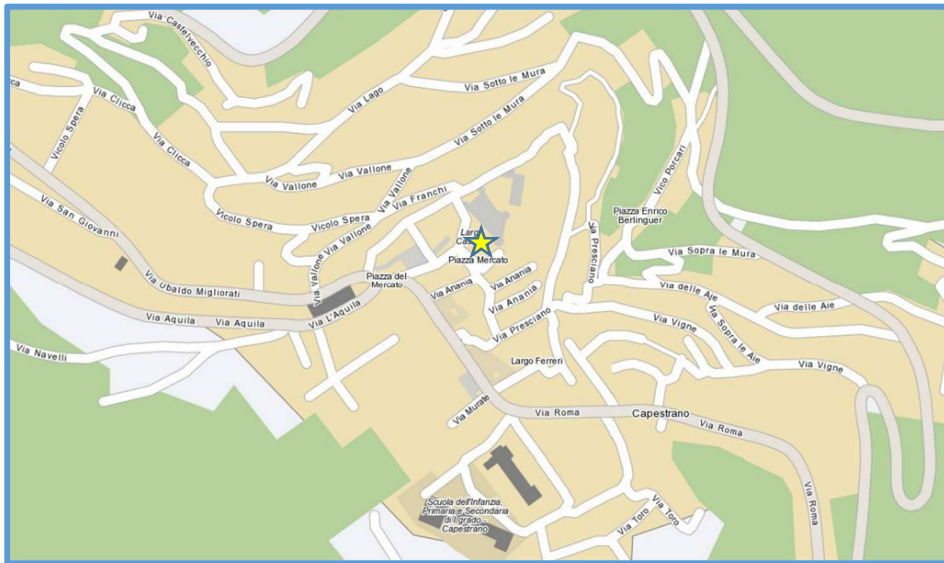 Via Castelvecchio
Via Clicca
Via Lago
Via Sotto le Mura
Vicolo Spera
Via Clicca
Via Sotto le Mura
Via Vallone
Via Vallone
Via Vallone
Via Franchi
Vico Porcari
Vicolo Spera
Vicolo Spera
Via San Giovanni
Via Vallone
Piazza Enrico
Berlinguer
Largo
Piazza Mercato
Via Presciano
Via Sopra le Mura
Via Ubaldo Migliorati
Via Vallone
Piazza del
Mercato
Via Anania
Via Anania
Via Anania
Via delle Aje
Via delle Aie
Via Aquila
Via Aquila
Via L'Aquila
Via Presciano
Via Vigne
Via Sopra le Aie
Via Navelli
Largo Ferreri
Via Vigne
Via Murate
Via Roma
Capestrano
Via Roma
Via Roma
Scuola dell'Infanzia,
Primaria e Secondaria
di I grado -
Capestrano
Via Toro
Via Toro